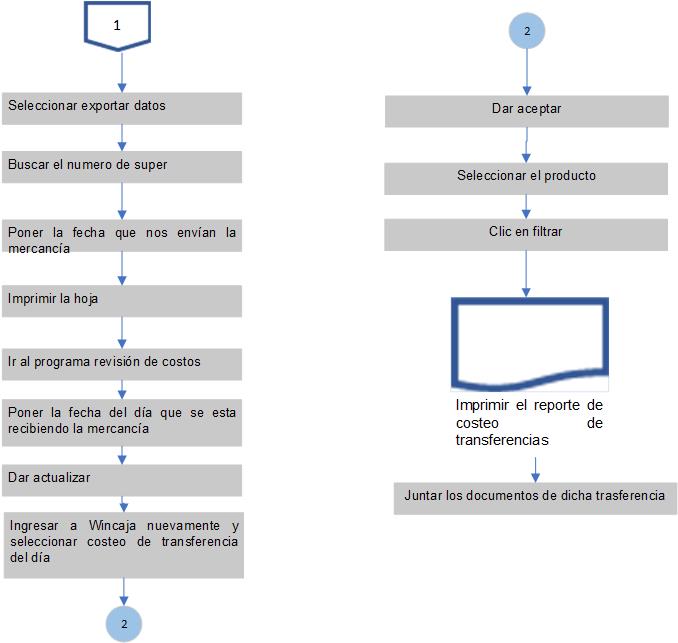 1
Seleccionar exportar datos
Buscar el numero de super
Poner la fecha que nos envían la
mercancía
Imprimir la hoja
Ir al programa revisión de costos
Poner la fecha del día que se esta
recibiendo la mercancía
Dar actualizar
Ingresar a Wincaja nuevamente y
seleccionar costeo de transferencia
del día
2
2
Dar aceptar
Seleccionar el producto
Clic en filtrar
Imprimir el reporte de
costeo de
transferencias
Juntar los documentos de dicha trasferencia